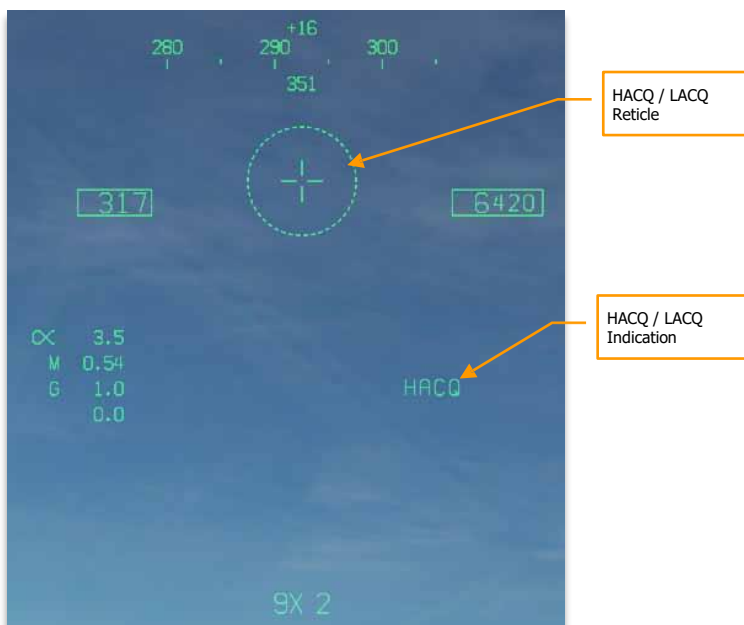 +16
280 290 300
351
HACQ / LACQ
Reticle
317 6420
HACQ / LACQ
Indication
α 3.5
M 0.54
HACQ
G 1.0
0.0
9X 2